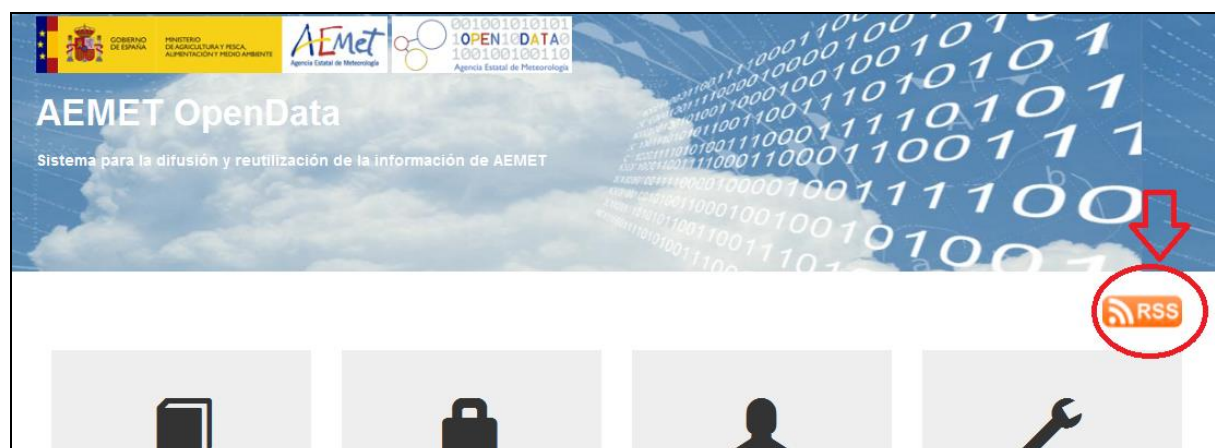 GOBIERNO
DE ESPAÑA
MINISTERIO
DE AGRICULTURA Y PESCA,
ALIMENTACIÓN Y MEDIO AMBIENTE
AEMet
Agencia Estatal de Meteorología
001001010101
1OPEN10DATA0
100100100110
Agencia Estatal de Meteorología
AEMET OpenData
Sistema para la difusión y reutilización de la información de AEMET
RSS